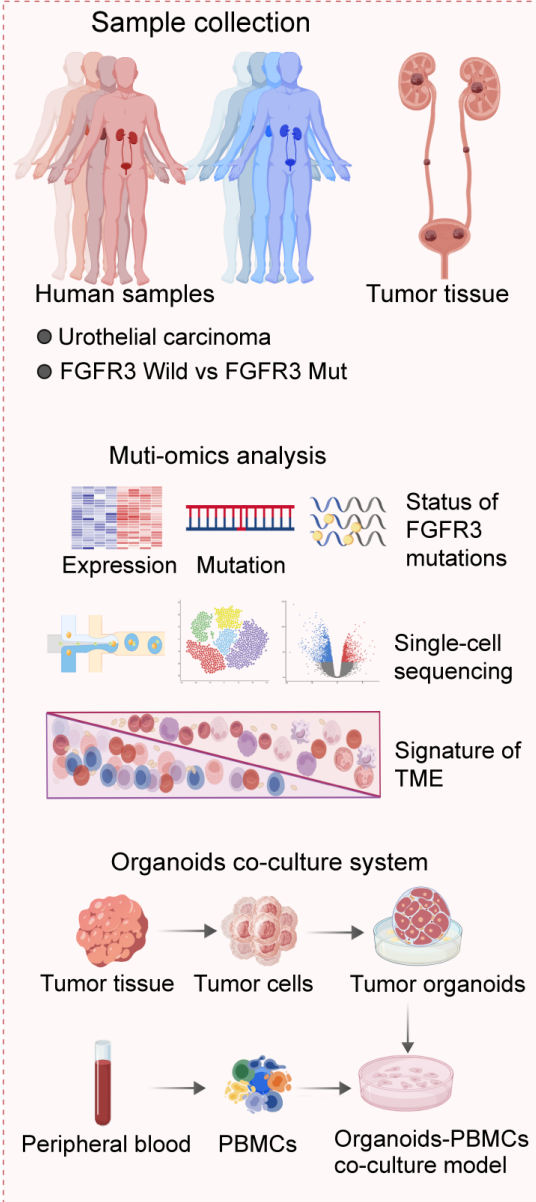 Sample collection
Human samples
Tumor tissue
Urothelial carcinoma
FGFR3 Wild vs FGFR3 Mut
Muti-omics analysis
Expression
Mutation
Status of
FGFR3
mutations
Single-cell
sequencing
Signature of
TME
Organoids co-culture system
Tumor tissue
Tumor cells
Tumor organoids
Peripheral blood
PBMCs
Organoids-PBMCs
co-culture model